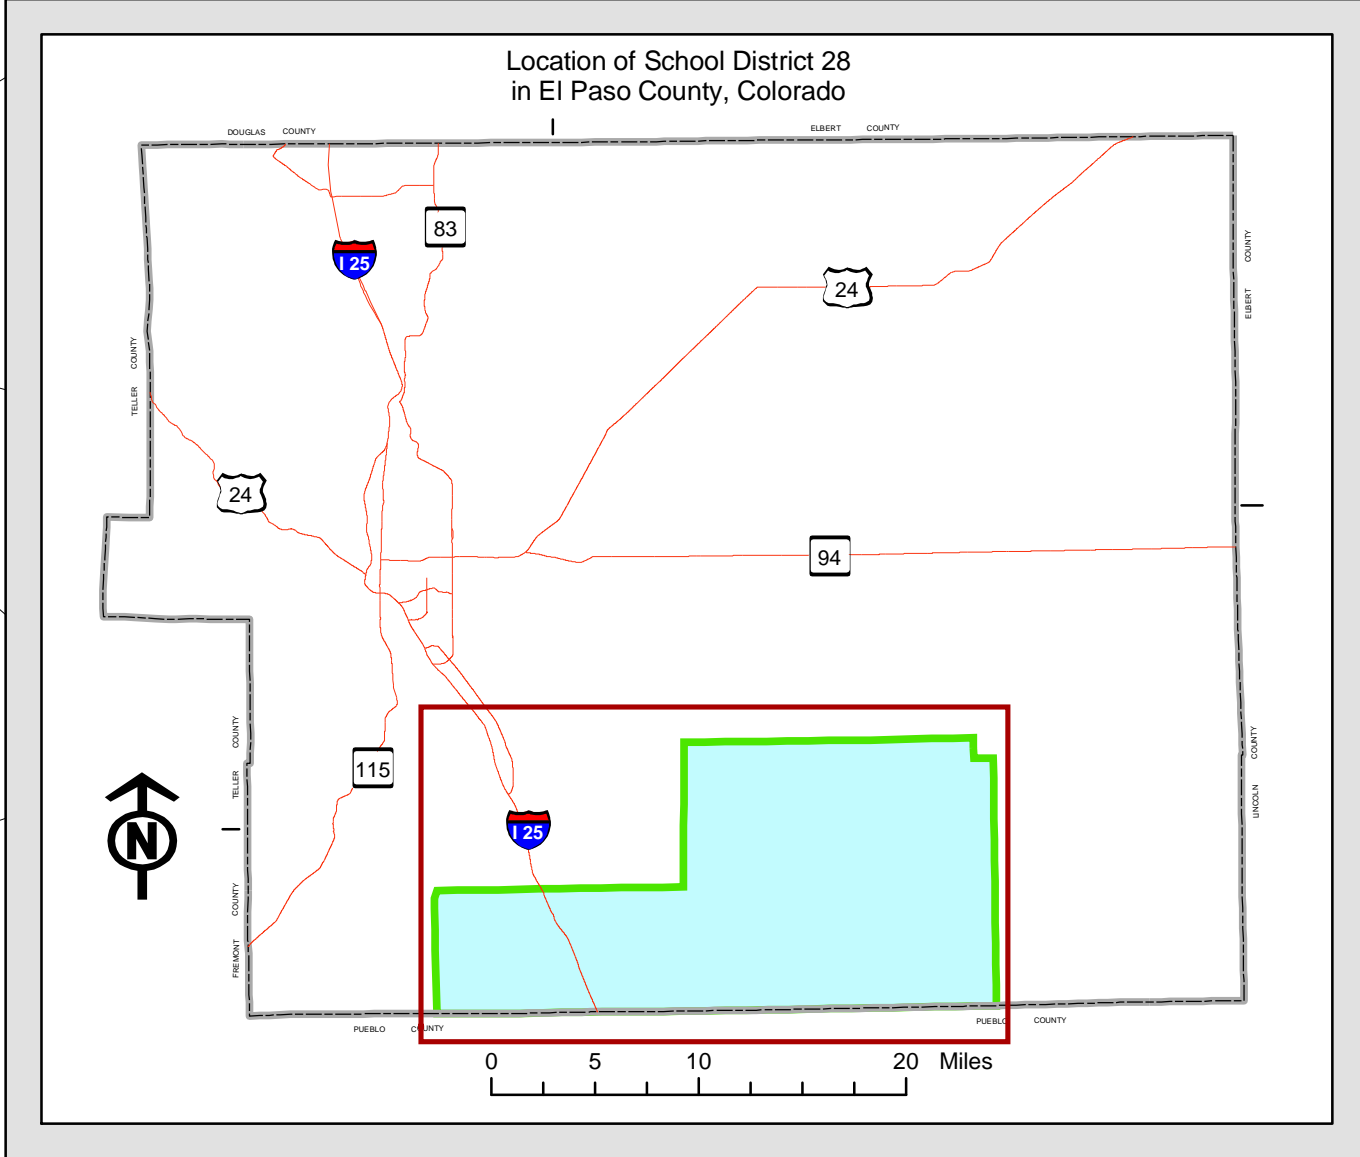 Location of School District 28
in El Paso County, Colorado
DOUGLAS COUNTY
ELBERT COUNTY
83
I 25
24
ELBERT COUNTY
TELLER COUNTY
24
94
115
I 25
TELLER COUNTY
LINCOLN COUNTY
N
FREMONT COUNTY
PUEBLO COUNTY
PUEBLO COUNTY
0 5 10 20 Miles